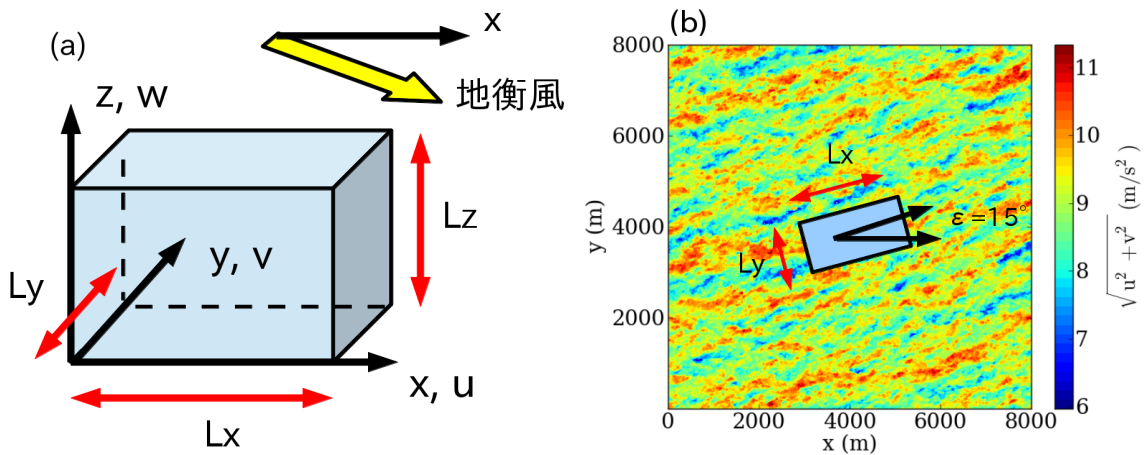 (a)
x
地衡風
z, w
Lz
y, v
Ly
x, u
Lx
(b)
8000
6000
4000
2000
0
2000
4000
6000
8000
x (m)
y (m)
Lx
Ly
ε=15°
11
10
9
8
7
6
√u² + v² (m/s²)